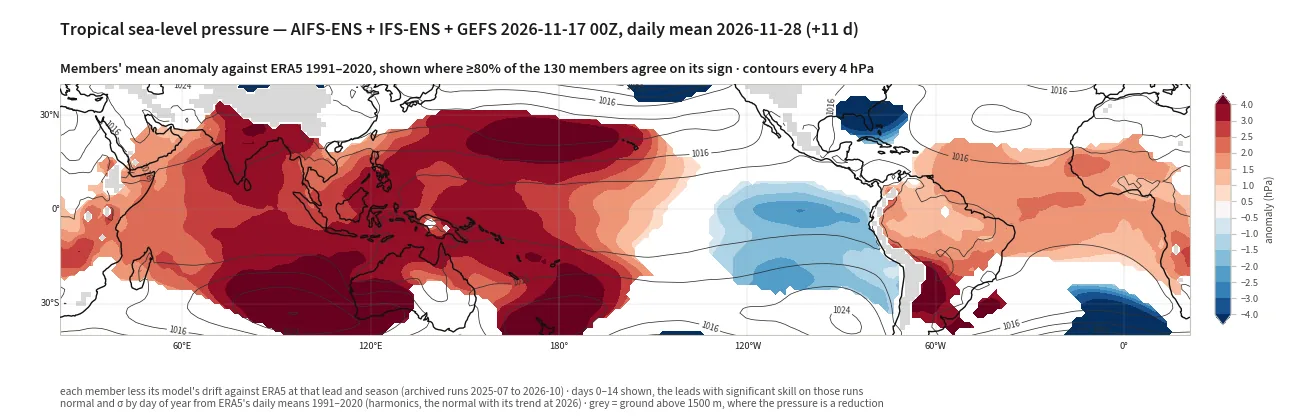 Tropical sea-level pressure — AIFS-ENS + IFS-ENS + GEFS 2026-11-17 00Z, daily mean 2026-11-28 (+11 d)
Members' mean anomaly against ERA5 1991–2020, shown where ≥80% of the 130 members agree on its sign · contours every 4 hPa
1024
1016
1016
1016
1016
1016
1016
1016
1024
1016
1016
1016
30°N
0°
30°S
60°E
120°E
180°
120°W
60°W
0°
4.0
3.0
2.5
2.0
1.5
1.0
0.5
−0.5
−1.0
−1.5
−2.0
−2.5
−3.0
−4.0
anomaly (hPa)
each member less its model's drift against ERA5 at that lead and season (archived runs 2025-07 to 2026-10) · days 0–14 shown, the leads with significant skill on those runs
normal and σ by day of year from ERA5's daily means 1991–2020 (harmonics, the normal with its trend at 2026) · grey = ground above 1500 m, where the pressure is a reduction